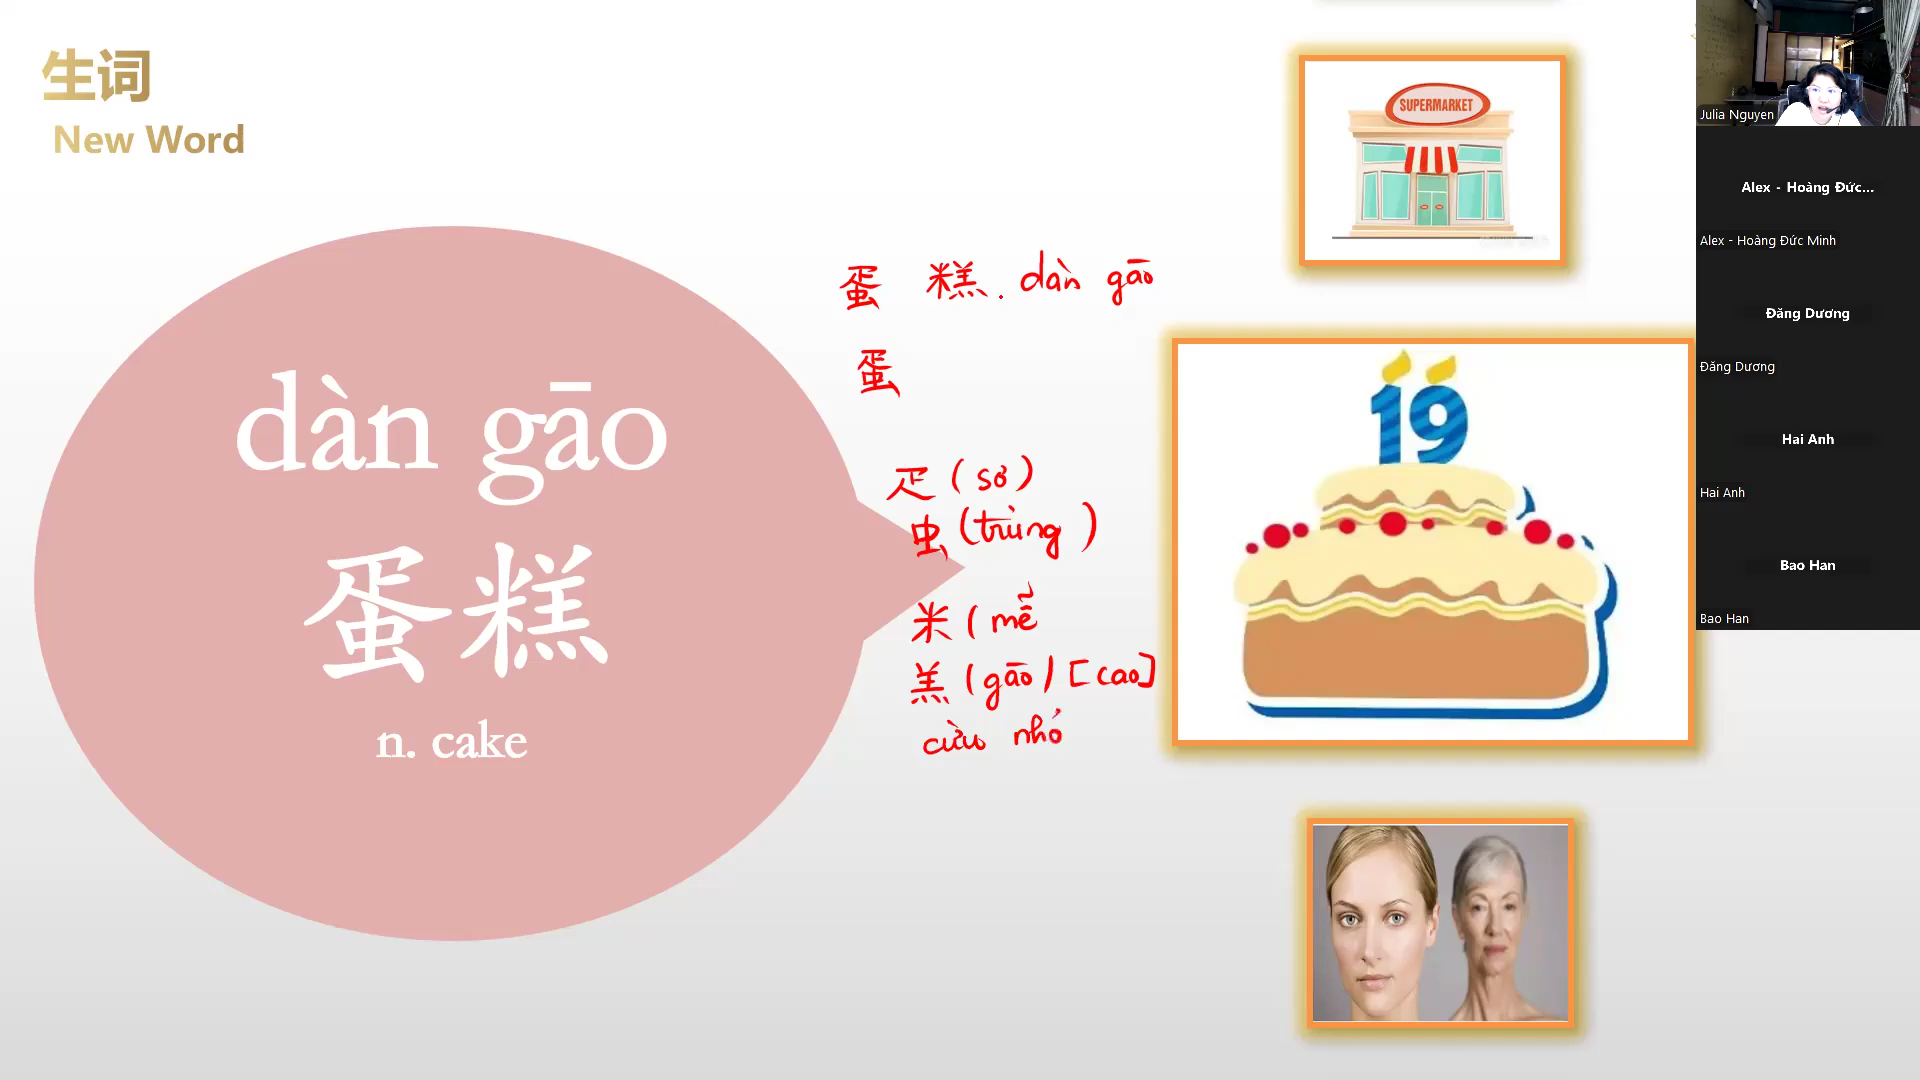 生词
New Word
dàn gāo
蛋糕
n. cake
蛋 糕. dàn gāo
蛋
疋 (sơ)
虫 (trùng)
米 (mễ
羔 (gāo) [cao]
cừu nhỏ
SUPERMARKET
19
Julia Nguyen
Alex - Hoàng Đức...
Alex - Hoàng Đức Minh
Đăng Dương
Đăng Dương
Hai Anh
Hai Anh
Bao Han
Bao Han